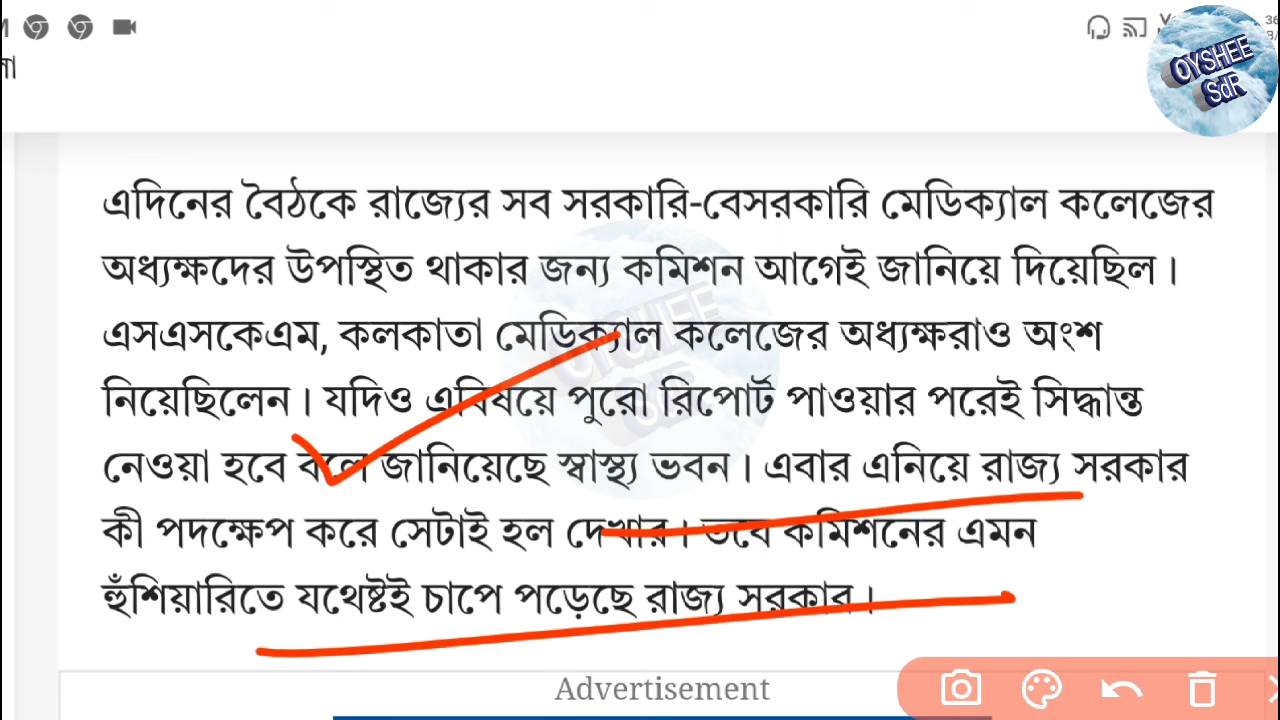 OYSHEE
SdR
লা
এদিনের বৈঠকে রাজ্যের সব সরকারি-বেসরকারি মেডিক্যাল কলেজের
অধ্যক্ষদের উপস্থিত থাকার জন্য কমিশন আগেই জানিয়ে দিয়েছিল।
এসএসকেএম, কলকাতা মেডিক্যাল কলেজের অধ্যক্ষরাও অংশ
নিয়েছিলেন। যদিও এবিষয়ে পুরো রিপোর্ট পাওয়ার পরেই সিদ্ধান্ত
নেওয়া হবে বলে জানিয়েছে স্বাস্থ্য ভবন। এবার এনিয়ে রাজ্য সরকার
কী পদক্ষেপ করে সেটাই হল দেখার। তবে কমিশনের এমন
হুঁশিয়ারিতে যথেষ্টই চাপে পড়েছে রাজ্য সরকার।
OYSHEE
SdR
Advertisement